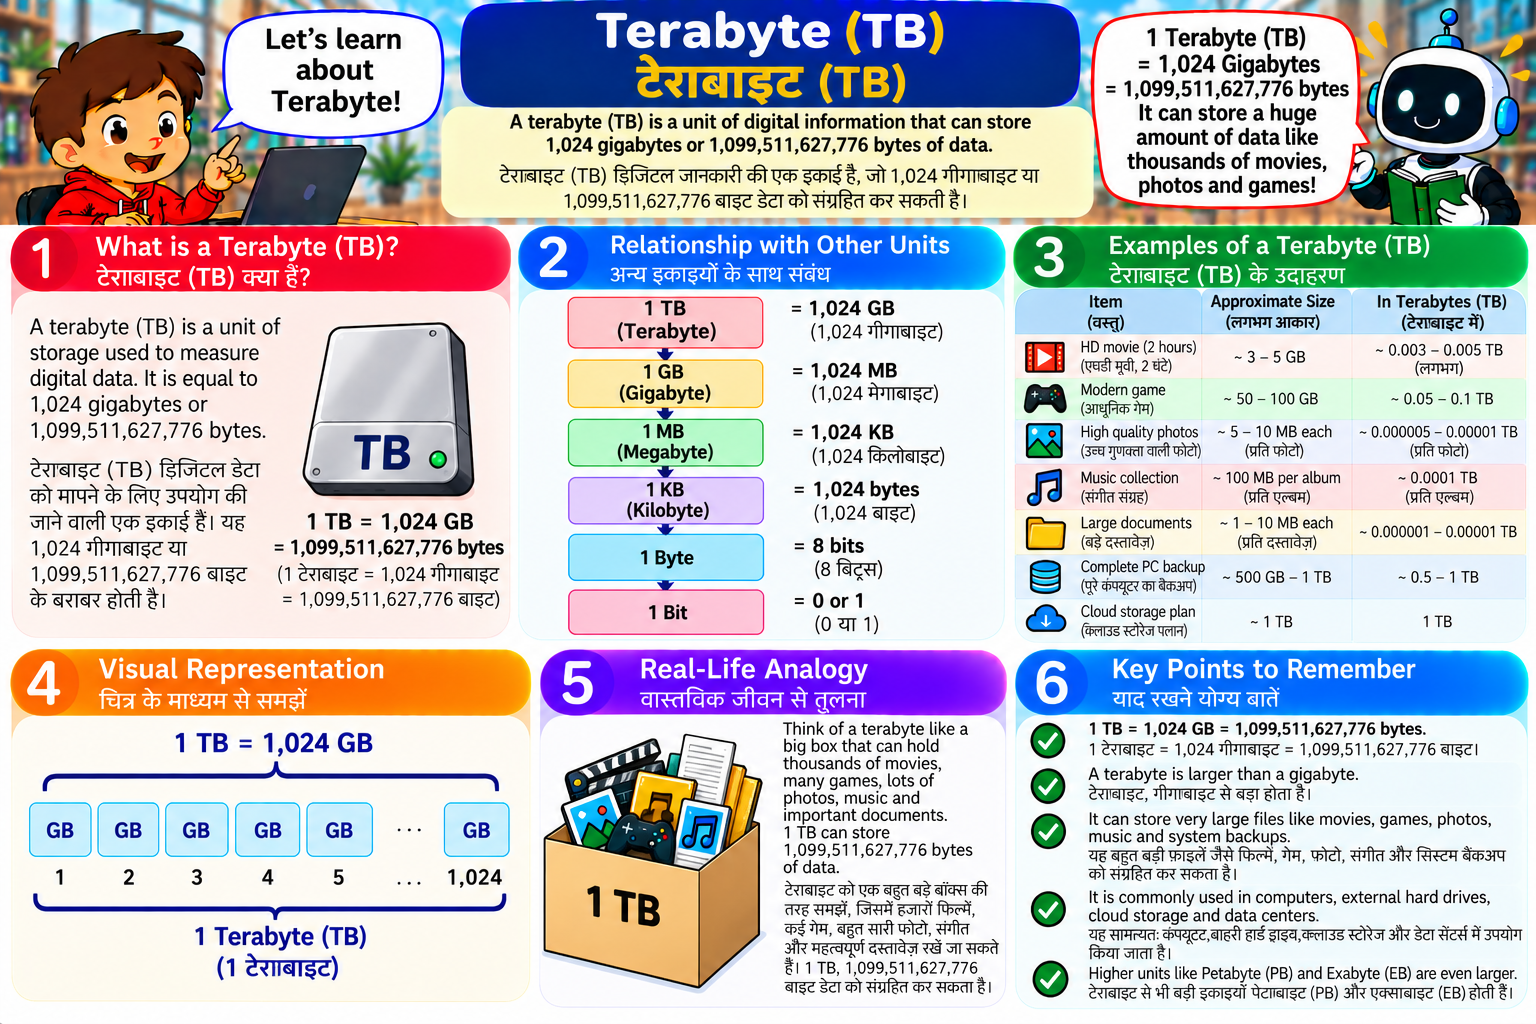 Let's learn
about
Terabyte!
Terabyte (TB)
टेराबाइट (TB)
A terabyte (TB) is a unit of digital information that can store
1,024 gigabytes or 1,099,511,627,776 bytes of data.
टेराबाइट (TB) डिजिटल जानकारी की एक इकाई है, जो 1,024 गीगाबाइट या
1,099,511,627,776 बाइट डेटा को संग्रहित कर सकती है।
1 Terabyte (TB)
= 1,024 Gigabytes
= 1,099,511,627,776 bytes
It can store a huge
amount of data like
thousands of movies,
photos and games!
1 What is a Terabyte (TB)?
टेराबाइट (TB) क्या हैं?
A terabyte (TB) is a unit of
storage used to measure
digital data. It is equal to
1,024 gigabytes or
1,099,511,627,776 bytes.
टेराबाइट (TB) डिजिटल डेटा
को मापने के लिए उपयोग की
जाने वाली एक इकाई हैं। यह
1,024 गीगाबाइट या
1,099,511,627,776 बाइट
के बराबर होती है।
TB
1 TB = 1,024 GB
= 1,099,511,627,776 bytes
(1 टेराबाइट = 1,024 गीगाबाइट
= 1,099,511,627,776 बाइट)
2 Relationship with Other Units
अन्य इकाइयों के साथ संबंध
1 TB
(Terabyte)
= 1,024 GB
(1,024 गीगाबाइट)
1 GB
(Gigabyte)
= 1,024 MB
(1,024 मेगाबाइट)
1 MB
(Megabyte)
= 1,024 KB
(1,024 किलोबाइट)
1 KB
(Kilobyte)
= 1,024 bytes
(1,024 बाइट)
1 Byte
= 8 bits
(8 बिट्स)
1 Bit
= 0 or 1
(0 या 1)
3 Examples of a Terabyte (TB)
टेराबाइट (TB) के उदाहरण
Item Approximate Size In Terabytes (TB)
(वस्तु) (लगभग आकार) (टेराबाइट में)
HD movie (2 hours) ~ 3 – 5 GB ~ 0.003 – 0.005 TB
(एचडी मूवी, 2 घंटे) (लगभग)
Modern game ~ 50 – 100 GB ~ 0.05 – 0.1 TB
(आधुनिक गेम)
High quality photos ~ 5 – 10 MB each ~ 0.000005 – 0.00001 TB
(उच्च गुणवत्ता वाली फोटो) (प्रति फोटो) (प्रति फोटो)
Music collection ~ 100 MB per album ~ 0.0001 TB
(संगीत संग्रह) (प्रति एल्बम) (प्रति एल्बम)
Large documents ~ 1 – 10 MB each ~ 0.000001 – 0.00001 TB
(बड़े दस्तावेज़) (प्रति दस्तावेज़)
Complete PC backup ~ 500 GB – 1 TB ~ 0.5 – 1 TB
(पूरे कंप्यूटर का बैकअप)
Cloud storage plan ~ 1 TB 1 TB
(क्लाउड स्टोरेज प्लान)
4 Visual Representation
चित्र के माध्यम से समझें
1 TB = 1,024 GB
GB GB GB GB GB ... GB
1 2 3 4 5 ... 1,024
1 Terabyte (TB)
(1 टेराबाइट)
5 Real-Life Analogy
वास्तविक जीवन से तुलना
1 TB
Think of a terabyte like a
big box that can hold
thousands of movies,
many games, lots of
photos, music and
important documents.
1 TB can store
1,099,511,627,776 bytes
of data.
टेराबाइट को एक बहुत बड़े बॉक्स की
तरह समझें, जिसमें हजारों फिल्में,
कई गेम, बहुत सारी फोटो, संगीत
और महत्वपूर्ण दस्तावेज़ रखें जा सकते
हैं। 1 TB, 1,099,511,627,776
बाइट डेटा को संग्रहित कर सकता है।
6 Key Points to Remember
याद रखने योग्य बातें
1 TB = 1,024 GB = 1,099,511,627,776 bytes.
1 टेराबाइट = 1,024 गीगाबाइट = 1,099,511,627,776 बाइट।
A terabyte is larger than a gigabyte.
टेराबाइट, गीगाबाइट से बड़ा होता है।
It can store very large files like movies, games, photos,
music and system backups.
यह बहुत बड़ी फ़ाइलें जैसे फिल्में, गेम, फ़ोटो, संगीत और सिस्टम बैंकअप
को संग्रहित कर सकता है।
It is commonly used in computers, external hard drives,
cloud storage and data centers.
यह सामान्यतः कंप्यूटर,बाहरी हार्ड ड्राइव,क्लाउड स्टोरेज और डेटा सेंटर्स में उपयोग
किया जाता है।
Higher units like Petabyte (PB) and Exabyte (EB) are even larger.
टेराबाइट से भी बड़ी इकाइयों पेटाबाइट (PB) और एक्साबाइट (EB) होती हैं।